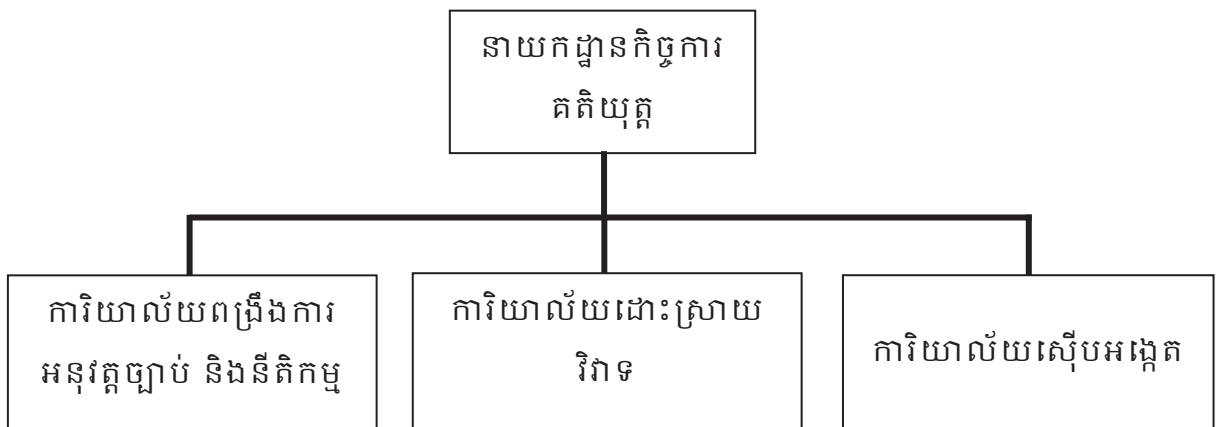 នាយកដ្ឋានកិច្ចការ
គតិយុត្ត
ការិយាល័យពង្រឹងការ
អនុវត្តច្បាប់ និងនីតិកម្ម
ការិយាល័យដោះស្រាយ
វិវាទ
ការិយាល័យស៊ើបអង្កេត